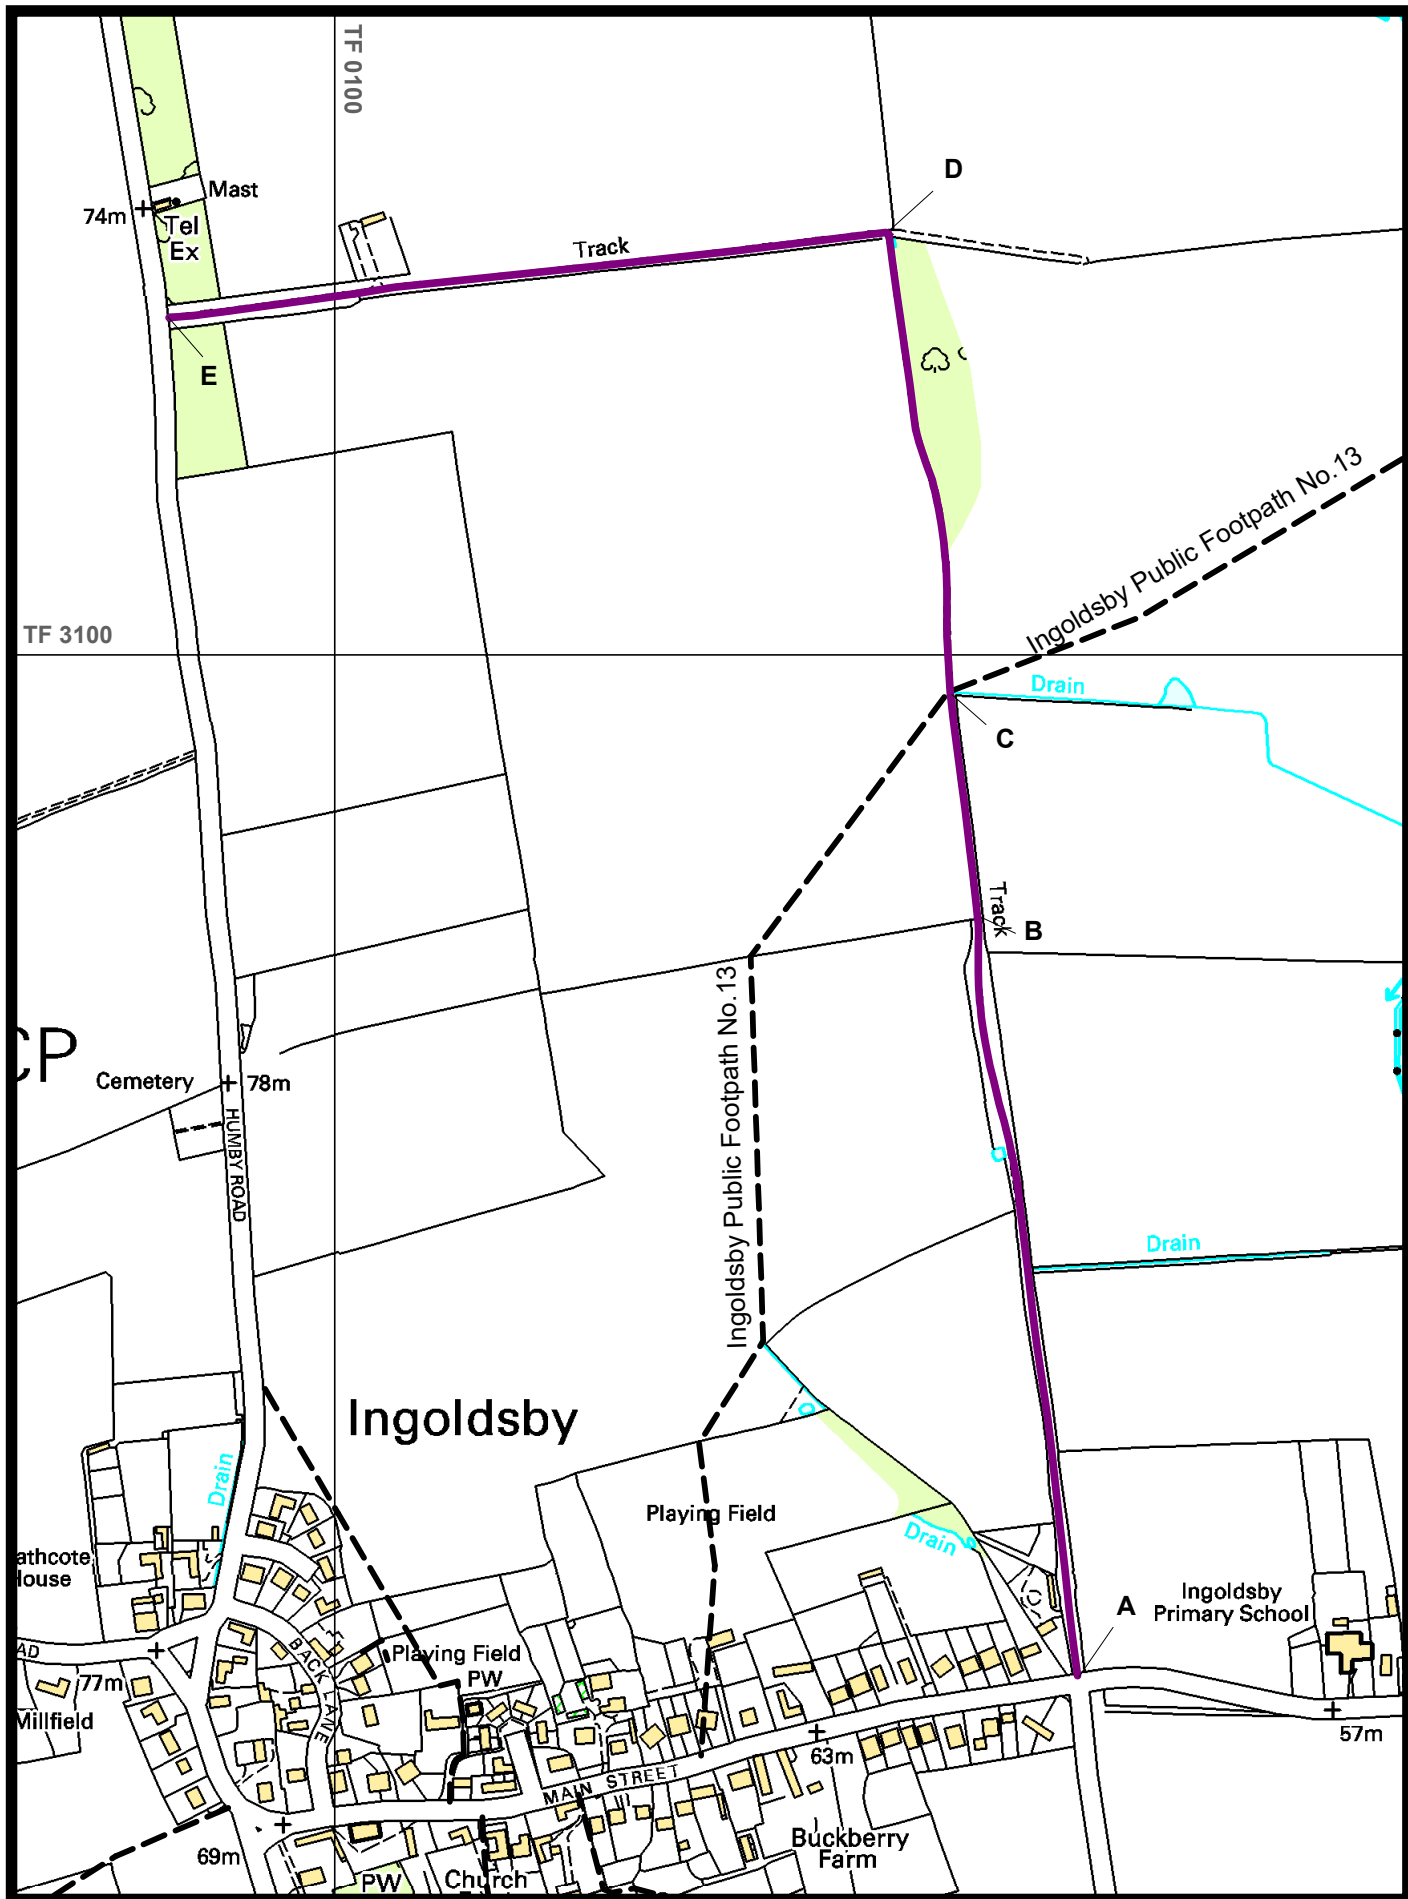 TF 0100
D
Mast
74m
Tel
Ex
Track
E
Ingoldsby Public Footpath No.13
TF 3100
Drain
C
Track
B
Ingoldsby Public Footpath No.13
CP
Cemetery
78m
HUMBY ROAD
Drain
Ingoldsby
Drain
Playing Field
Drain
athcote
House
A
Ingoldsby
Primary School
AD
BACK LANE
Playing Field
PW
77m
Millfield
57m
63m
MAIN STREET
Buckberry
Farm
69m
PW
Church